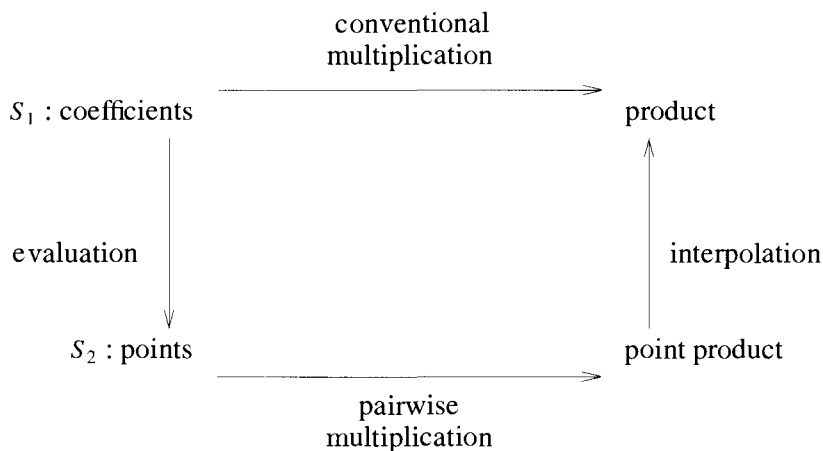 conventional
multiplication
S₁ : coefficients
product
evaluation
interpolation
S₂ : points
point product
pairwise
multiplication